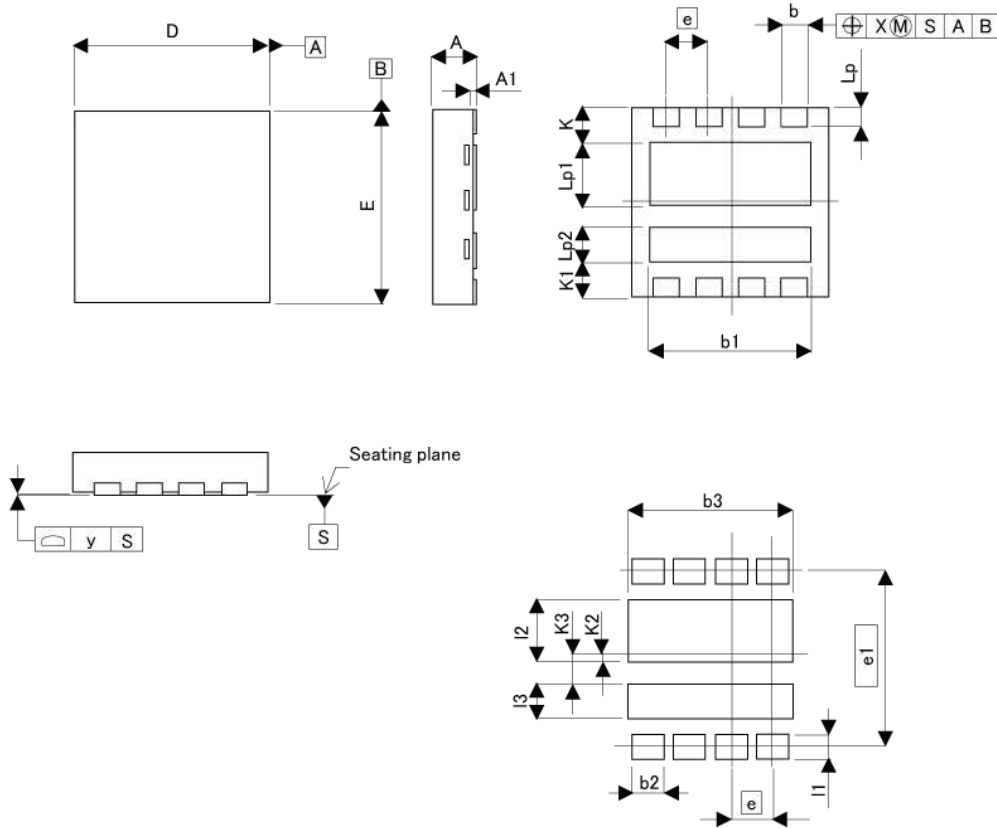 D
A
B
E
A
A1
e
b
X Ⓜ S A B
Lp
K
Lp1
Lp2
K1
b1
Seating plane
y S
S
b3
l2
K3
K2
l3
e1
b2
e
l1